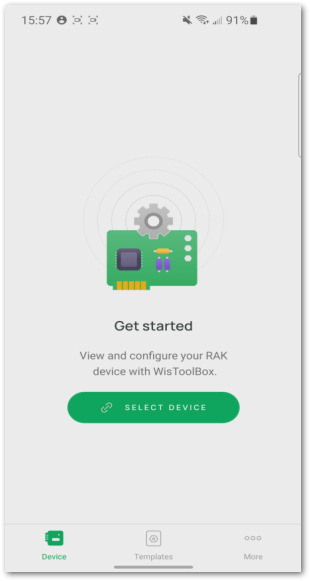 15:57 91%
Get started
View and configure your RAK
device with WisToolBox.
SELECT DEVICE
Device Templates More